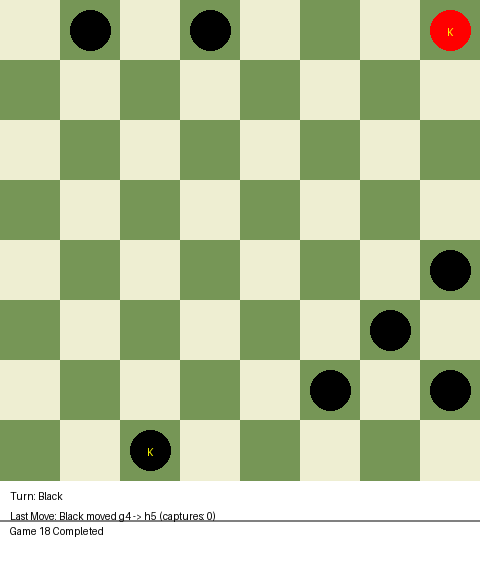 K
K
Turn: Black
Last Move: Black moved g4 -> h5 (captures: 0)
Game 18 Completed